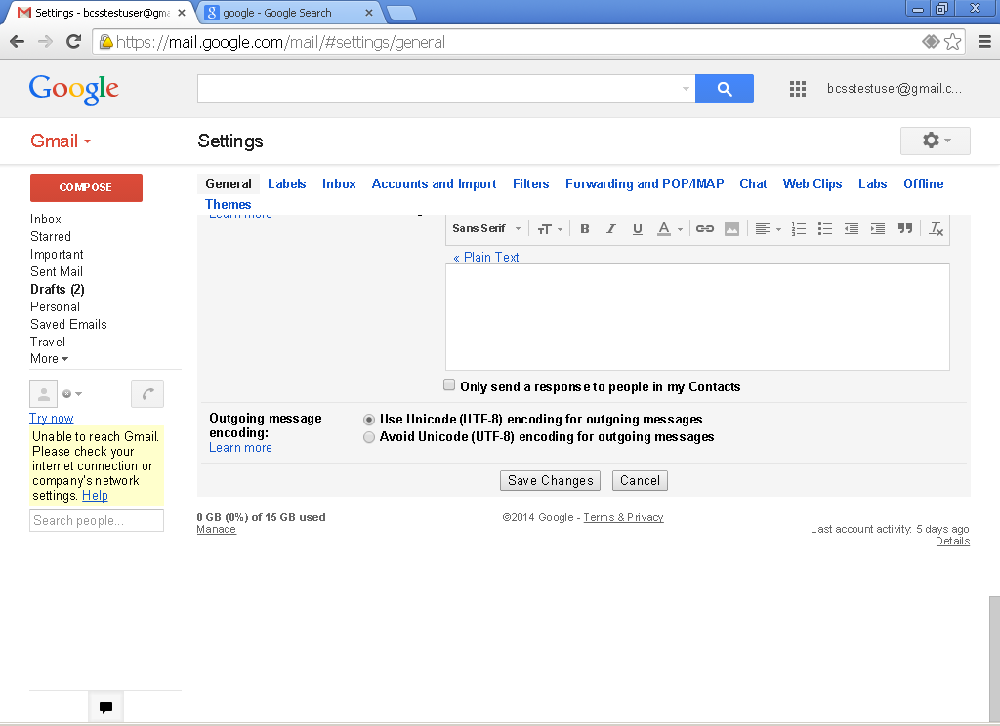 Settings - bcsstestuser@gma
google - Google Search
https://mail.google.com/mail/#settings/general
Google
bcsstestuser@gmail.c...
Gmail
Settings
COMPOSE
General Labels Inbox Accounts and Import Filters Forwarding and POP/IMAP Chat Web Clips Labs Offline
Themes
Learn more
Inbox
Starred
Important
Sent Mail
Drafts (2)
Personal
Saved Emails
Travel
More
Sans Serif
« Plain Text
Only send a response to people in my Contacts
Try now
Unable to reach Gmail.
Please check your
internet connection or
company's network
settings. Help
Search people...
Outgoing message
encoding:
Learn more
Use Unicode (UTF-8) encoding for outgoing messages
Avoid Unicode (UTF-8) encoding for outgoing messages
Save Changes Cancel
0 GB (0%) of 15 GB used
Manage
©2014 Google - Terms & Privacy
Last account activity: 5 days ago
Details